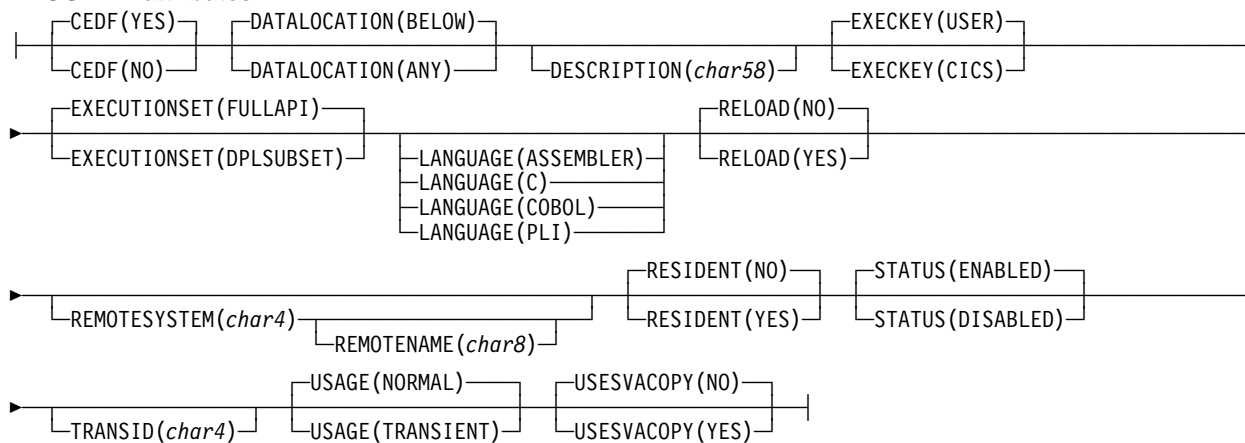 CEDF(YES) DATALOCATION(BELOW) EXECKEY(USER)
CEDF(NO) DATALOCATION(ANY) DESCRIPTION(char58) EXECKEY(CICS)
EXECUTIONSET(FULLAPI) RELOAD(NO)
EXECUTIONSET(DPLSUBSET) LANGUAGE(ASSEMBLER) RELOAD(YES)
LANGUAGE(C)
LANGUAGE(COBOL)
LANGUAGE(PLI)
RESIDENT(NO) STATUS(ENABLED)
REMOTESYSTEM(char4) RESIDENT(YES) STATUS(DISABLED)
REMOTENAME(char8)
USAGE(NORMAL) USESVACOPY(NO)
TRANSID(char4) USAGE(TRANSIENT) USESVACOPY(YES)